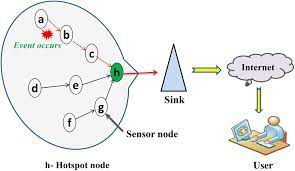 a
b
Event occurs
c
h
d
e
g
f
Sensor node
h- Hotspot node
Sink
Internet
User